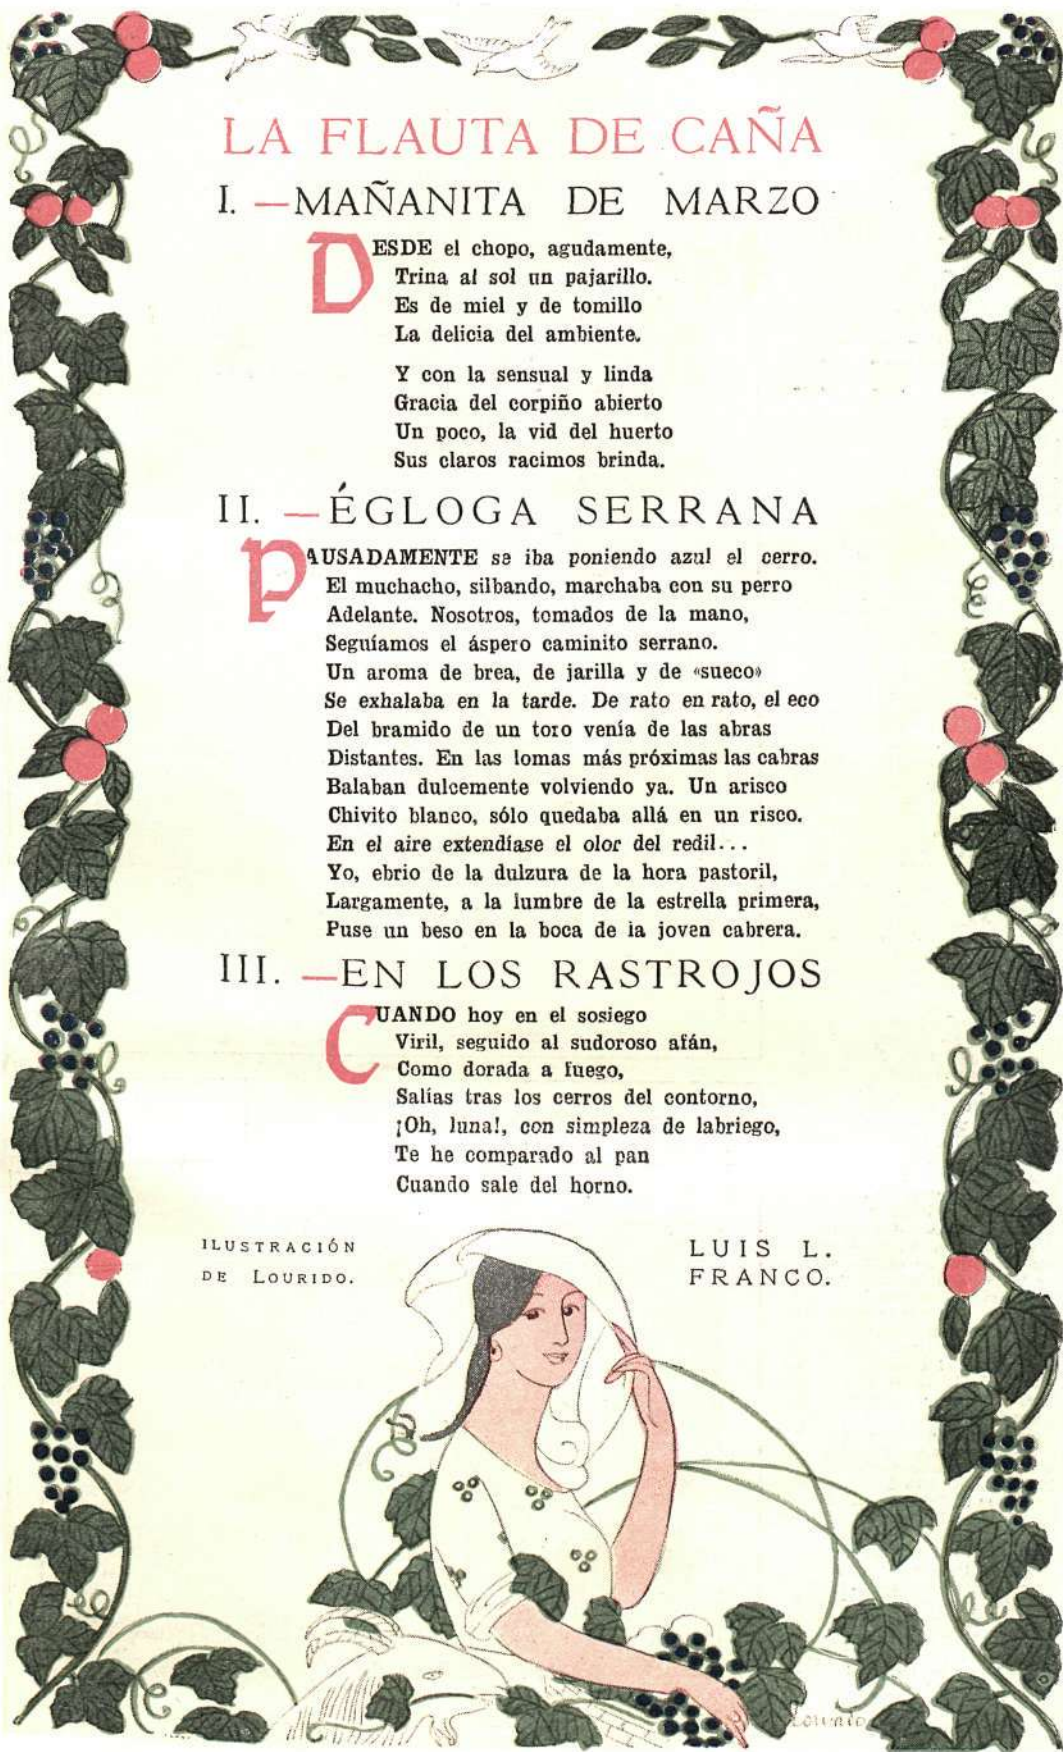 LA FLAUTA DE CAÑA
I. —MAÑANITA DE MARZO
DESDE el chopo, agudamente,
Trina al sol un pajarillo.
Es de miel y de tomillo
La delicia del ambiente.
Y con la sensual y linda
Gracia del corpiño abierto
Un poco, la vid del huerto
Sus claros racimos brinda.
II. —ÉGLOGA SERRANA
PAUSADAMENTE se iba poniendo azul el cerro.
El muchacho, silbando, marchaba con su perro
Adelante. Nosotros, tomados de la mano,
Seguíamos el áspero caminito serrano.
Un aroma de brea, de jarilla y de «sueco»
Se exhalaba en la tarde. De rato en rato, el eco
Del bramido de un toro venía de las abras
Distantes. En las lomas más próximas las cabras
Balaban dulcemente volviendo ya. Un arisco
Chivito blanco, sólo quedaba allá en un risco.
En el aire extendíase el olor del redil...
Yo, ebrio de la dulzura de la hora pastoril,
Largamente, a la lumbre de la estrella primera,
Puse un beso en la boca de la joven cabrera.
III. —EN LOS RASTROJOS
CUANDO hoy en el sosiego
Viril, seguido al sudoroso afán,
Como dorada a fuego,
Salías tras los cerros del contorno,
¡Oh, luna!, con simpleza de labriego,
Te he comparado al pan
Cuando sale del horno.
ILUSTRACIÓN
DE LOURIDO.
LUIS L.
FRANCO.